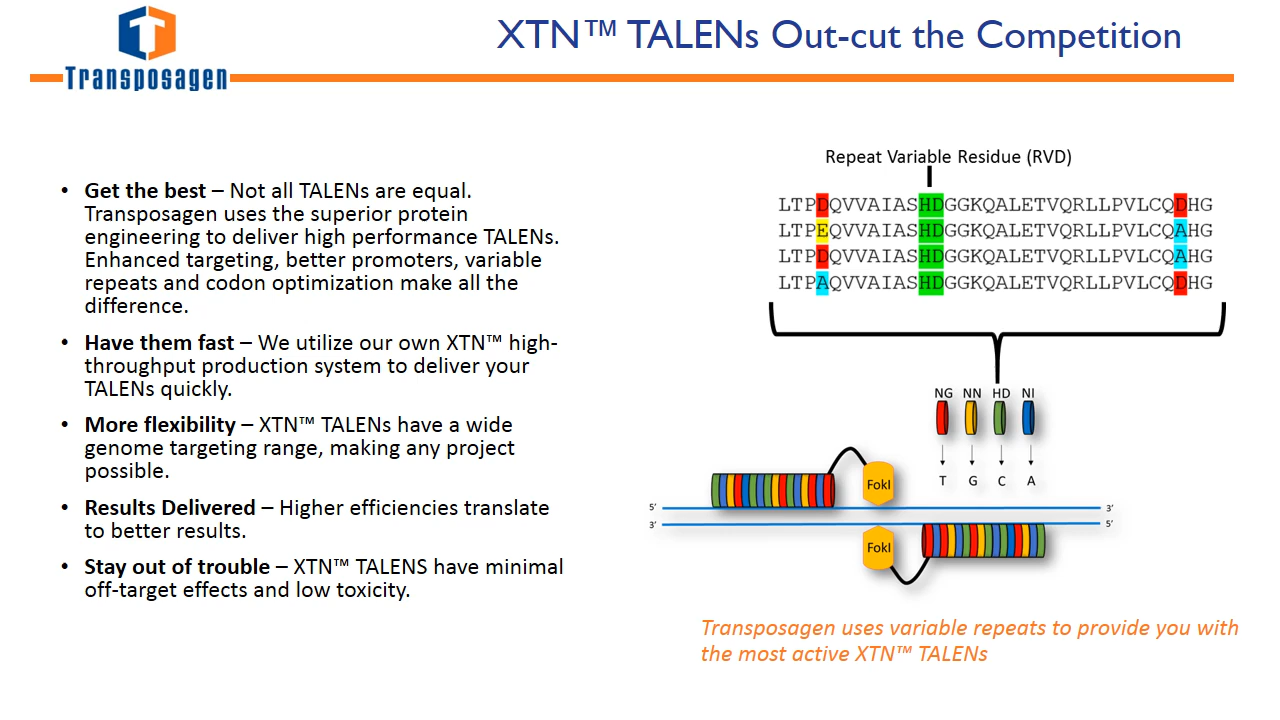 XTN™ TALENs Out-cut the Competition
Transposagen
• Get the best – Not all TALENs are equal.
Transposagen uses the superior protein
engineering to deliver high performance TALENs.
Enhanced targeting, better promoters, variable
repeats and codon optimization make all the
difference.
• Have them fast – We utilize our own XTN™ high-
throughput production system to deliver your
TALENs quickly.
• More flexibility – XTN™ TALENs have a wide
genome targeting range, making any project
possible.
• Results Delivered – Higher efficiencies translate
to better results.
• Stay out of trouble – XTN™ TALENS have minimal
off-target effects and low toxicity.
Repeat Variable Residue (RVD)
LTPDQVVAIASHDGGKQALETVQRLLPVLCQDHG
LTPEQVVAIASHDGGKQALETVQRLLPVLCQAHG
LTPDQVVAIASHDGGKQALETVQRLLPVLCQAHG
LTPAQVVAIASHDGGKQALETVQRLLPVLCQDHG
NG NN HD NI
T G C A
FokI
5’ 3’
3’ 5’
FokI
Transposagen uses variable repeats to provide you with
the most active XTN™ TALENs